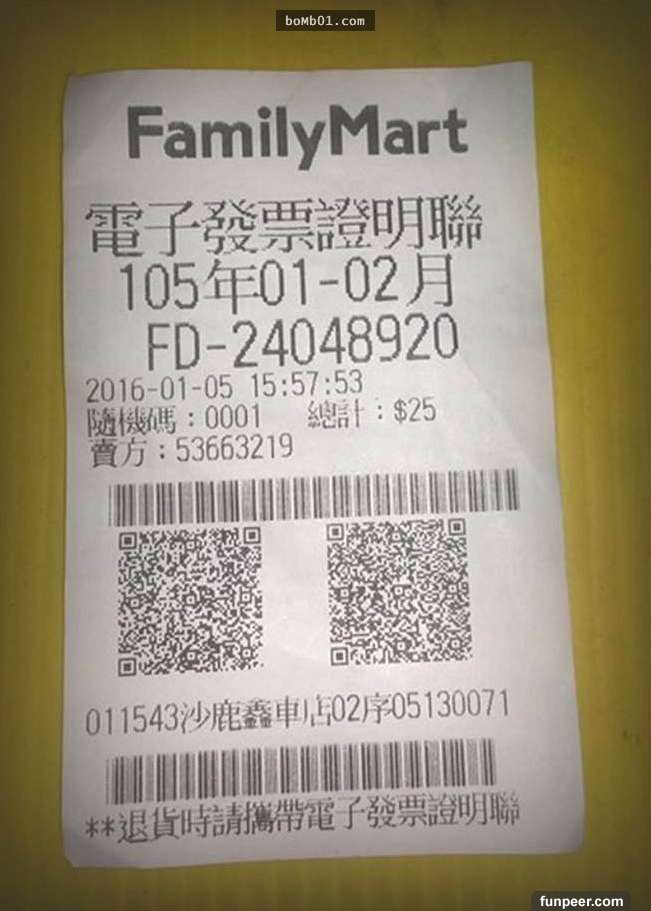 boMb01.com
FamilyMart
電子發票證明聯
105年01-02月
FD-24048920
2016-01-05 15:57:53
隨機碼：0001 總計：$25
賣方：53663219
011543沙鹿鑫車店02序05130071
**退貨時請攜帶電子發票證明聯
funpeer.com